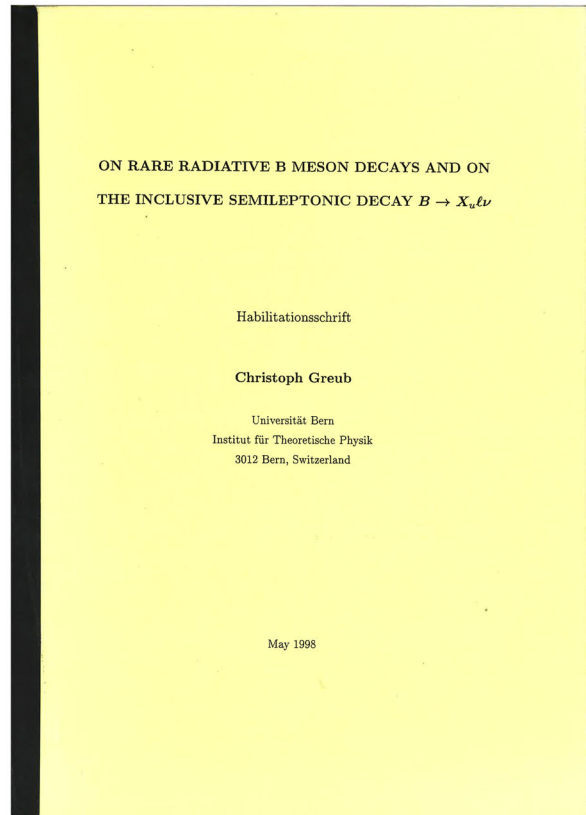 ON RARE RADIATIVE B MESON DECAYS AND ON
THE INCLUSIVE SEMILEPTONIC DECAY B → Xᵤℓν
Habilitationsschrift
Christoph Greub
Universität Bern
Institut für Theoretische Physik
3012 Bern, Switzerland
May 1998